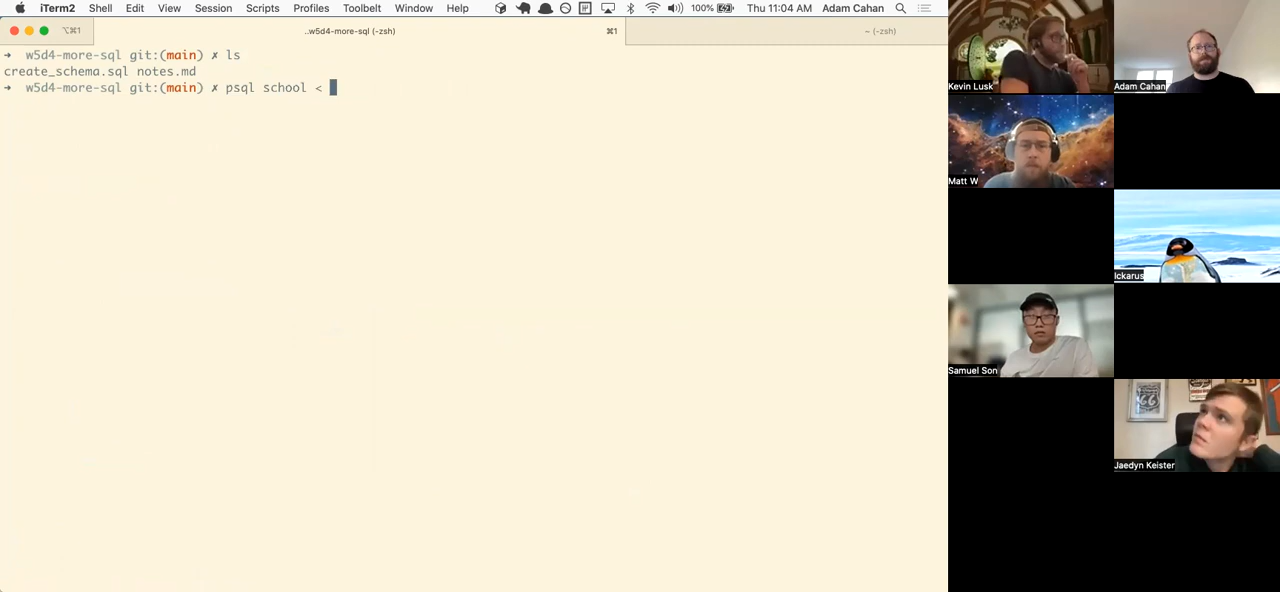 iTerm2 Shell Edit View Session Scripts Profiles Toolbelt Window Help 100% Thu 11:04 AM Adam Cahan
⌥⌘1 ..w5d4-more-sql (-zsh) ⌘1 ~ (-zsh)
➜ w5d4-more-sql git:(main) ✗ ls
create_schema.sql notes.md
➜ w5d4-more-sql git:(main) ✗ psql school <
Kevin Lusk
Adam Cahan
Matt W
Ickarus
Samuel Son
66
Jaedyn Keister